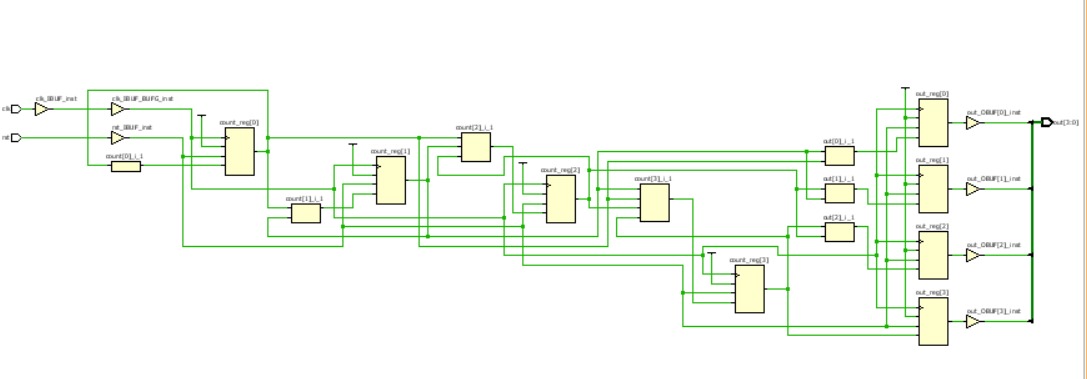 clk
clk_IBUF_inst
clk_IBUF_BUFG_inst
rst
rst_IBUF_inst
count[0]_i_1
count_reg[0]
count[1]_i_1
count_reg[1]
count[2]_i_1
count_reg[2]
count[3]_i_1
count_reg[3]
out[0]_i_1
out[1]_i_1
out[2]_i_1
out_reg[0]
out_reg[1]
out_reg[2]
out_reg[3]
out_OBUF[0]_inst
out_OBUF[1]_inst
out_OBUF[2]_inst
out_OBUF[3]_inst
out[3:0]